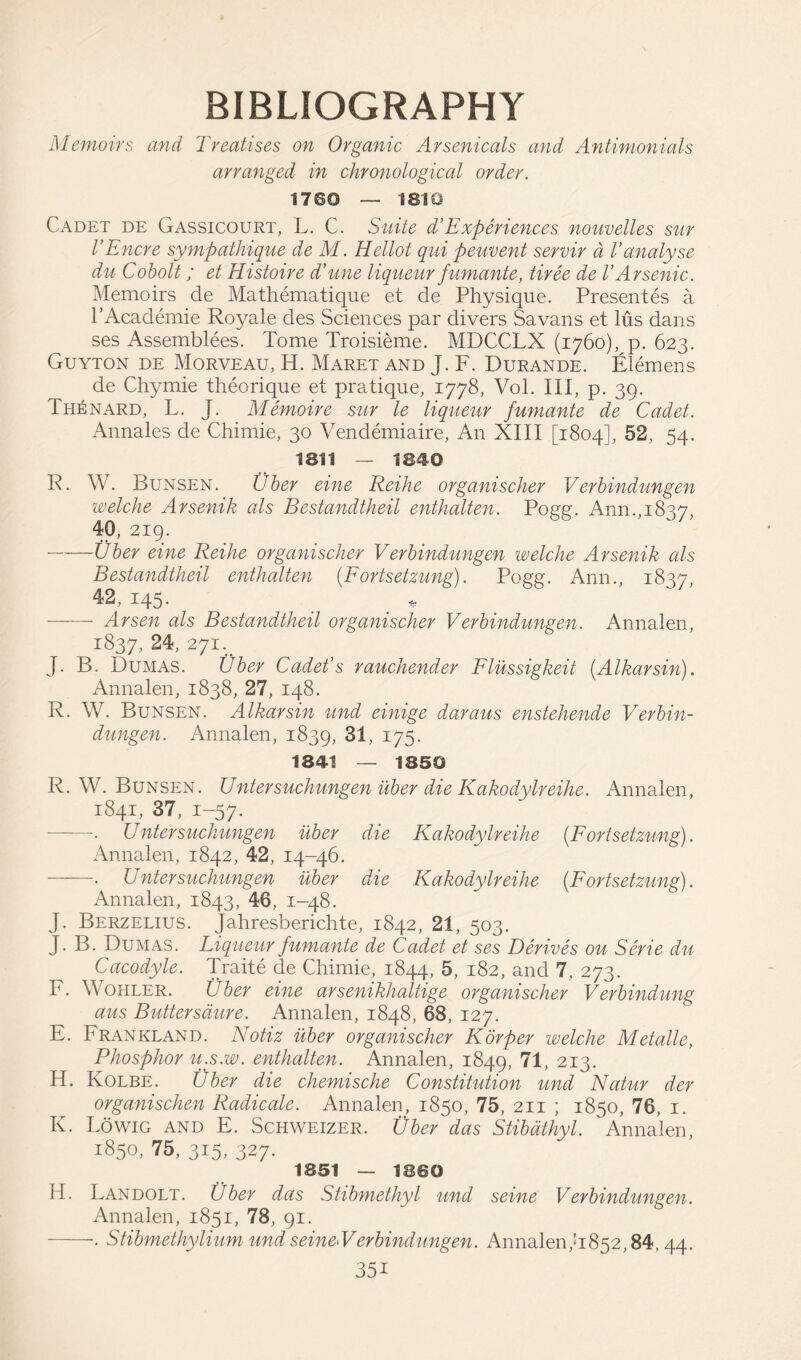 BIBLIOGRAPHY
Memoirs and Treatises on Organic Arsenicals and Antimonials
arranged in chronological order.
1760 — 1810
CADET DE GASSICOURT, L. C. Suite d'Expériences nouvelles sur
l'Encre sympathique de M. Hellot qui peuvent servir à l'analyse
du Cobolt ; et Histoire d'une liqueur fumante, tirée de l'Arsenic.
Memoirs de Mathématique et de Physique. Presentés à
l'Académie Royale des Sciences par divers Savans et lûs dans
ses Assemblées. Tome Troisième. MDCCLX (1760), p. 623.
GUYTON DE MORVEAU, H. MARET AND J. F. DURANDE. Élémens
de Chymie théorique et pratique, 1778, Vol. III, p. 39.
THÉNARD, L. J. Mémoire sur le liqueur fumante de Cadet.
Annales de Chimie, 30 Vendémiaire, An XIII [1804], 52, 54.
1811 — 1840
R. W. BUNSEN. Über eine Reihe organischer Verbindungen
welche Arsenik als Bestandtheil enthalten. Pogg. Ann.,1837,
40, 219.
——Über eine Reihe organischer Verbindungen welche Arsenik als
Bestandtheil enthalten (Fortsetzung). Pogg. Ann., 1837,
42, 145.
—— Arsen als Bestandtheil organischer Verbindungen. Annalen,
1837, 24, 271.
J. B. DUMAS. Über Cadet's rauchender Flüssigkeit (Alkarsin).
Annalen, 1838, 27, 148.
R. W. BUNSEN. Alkarsin und einige daraus enstehende Verbin-
dungen. Annalen, 1839, 31, 175.
1841 — 1850
R. W. BUNSEN. Untersuchungen über die Kakodylreihe. Annalen,
1841, 37, 1-57.
——. Untersuchungen über die Kakodylreihe (Fortsetzung).
Annalen, 1842, 42, 14-46.
——. Untersuchungen über die Kakodylreihe (Fortsetzung).
Annalen, 1843, 46, 1-48.
J. BERZELIUS. Jahresberichte, 1842, 21, 503.
J. B. DUMAS. Liqueur fumante de Cadet et ses Dérivés ou Série du
Cacodyle. Traité de Chimie, 1844, 5, 182, and 7, 273.
F. WOHLER. Über eine arsenikhaltige organischer Verbindung
aus Buttersäure. Annalen, 1848, 68, 127.
E. FRANKLAND. Notiz über organischer Körper welche Metalle,
Phosphor u.s.w. enthalten. Annalen, 1849, 71, 213.
H. KOLBE. Über die chemische Constitution und Natur der
organischen Radicale. Annalen, 1850, 75, 211 ; 1850, 76, 1.
K. LÖWIG AND E. SCHWEIZER. Über das Stibäthyl. Annalen,
1850, 75, 315, 327.
1851 — 1860
H. LANDOLT. Über das Stibmethyl und seine Verbindungen.
Annalen, 1851, 78, 91.
——. Stibmethylium und seine Verbindungen. Annalen, 1852, 84, 44.
351